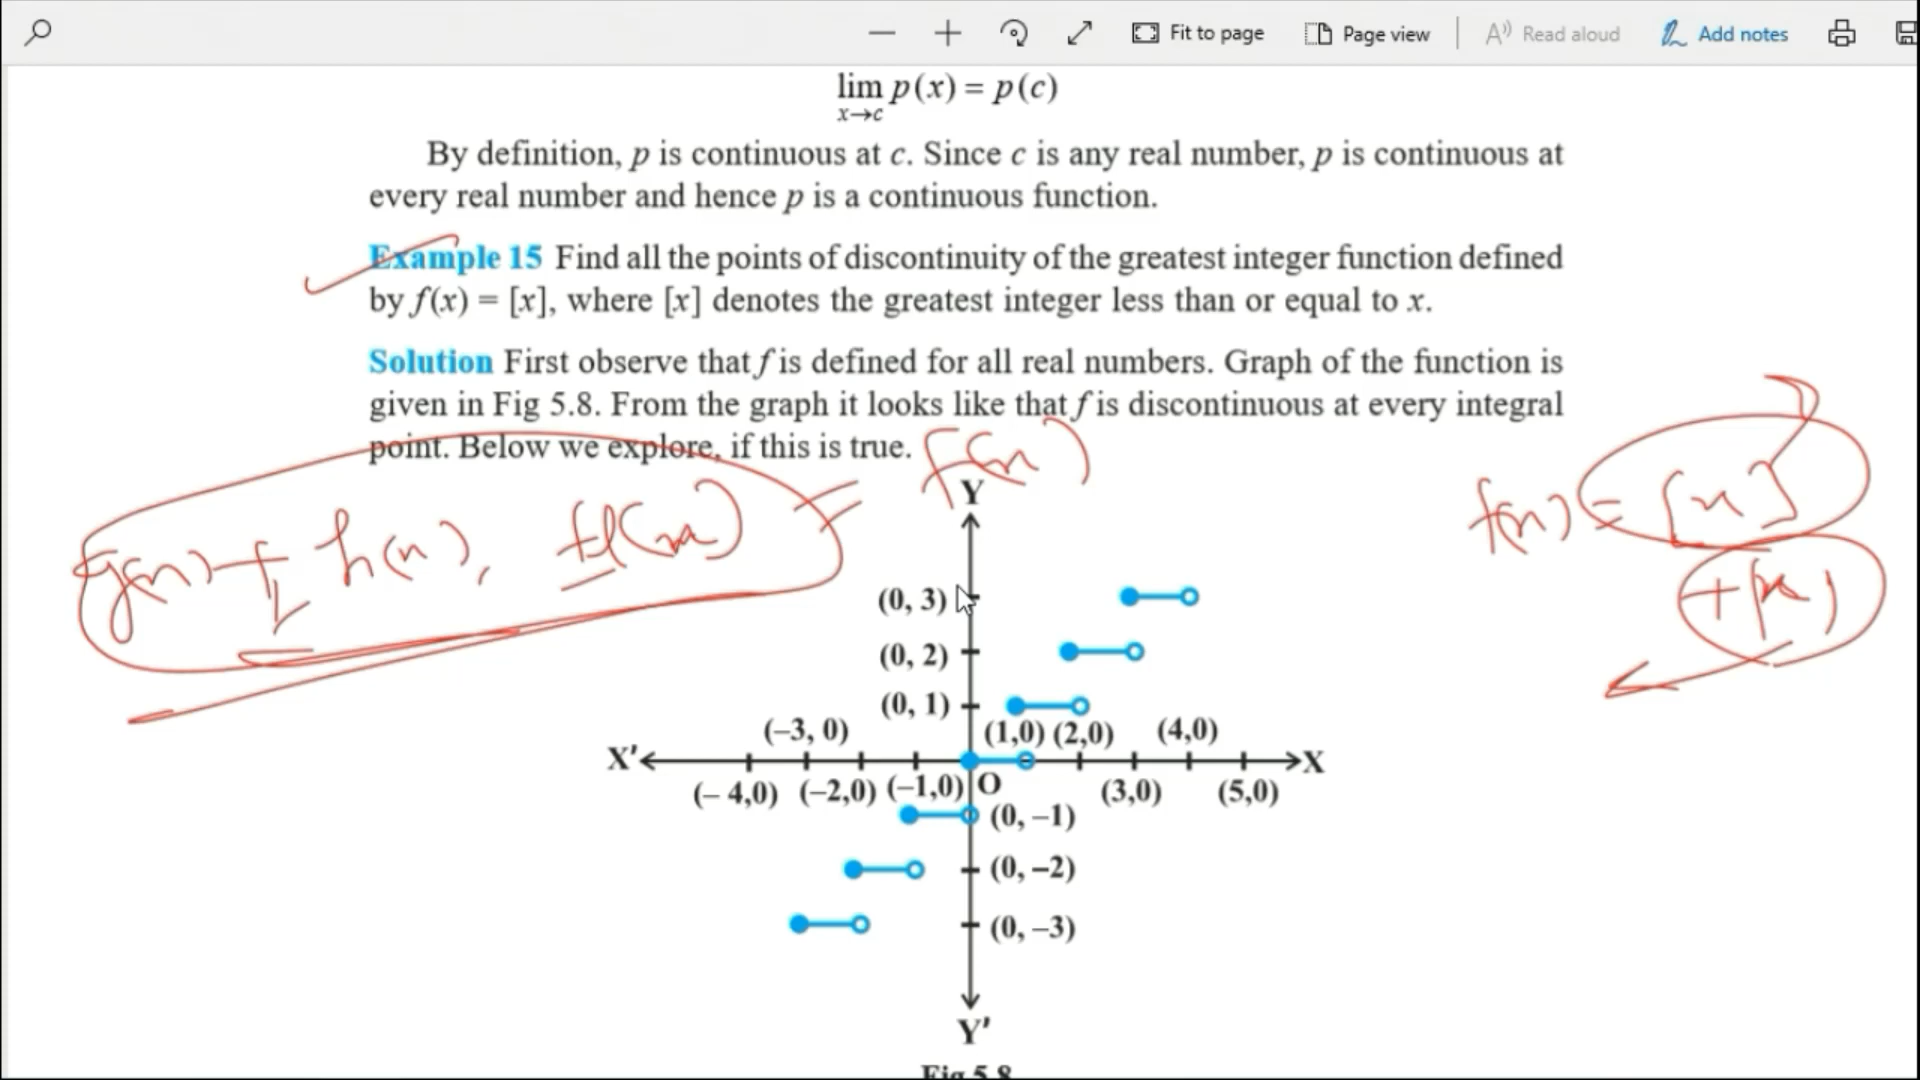 Fit to page Page view Read aloud Add notes
lim p(x) = p(c)
x→c
By definition, p is continuous at c. Since c is any real number, p is continuous at
every real number and hence p is a continuous function.
Example 15 Find all the points of discontinuity of the greatest integer function defined
by f(x) = [x], where [x] denotes the greatest integer less than or equal to x.
Solution First observe that f is defined for all real numbers. Graph of the function is
given in Fig 5.8. From the graph it looks like that f is discontinuous at every integral
point. Below we explore, if this is true.
f(n)
f(n) = [n]
g(n) + h(n),
Y
(0, 3)
(0, 2)
(0, 1)
(–3, 0) (1,0) (2,0) (4,0)
X' X
(– 4,0) (–2,0) (–1,0) O (3,0) (5,0)
(0, –1)
(0, –2)
(0, –3)
Y'
Fig 5.8